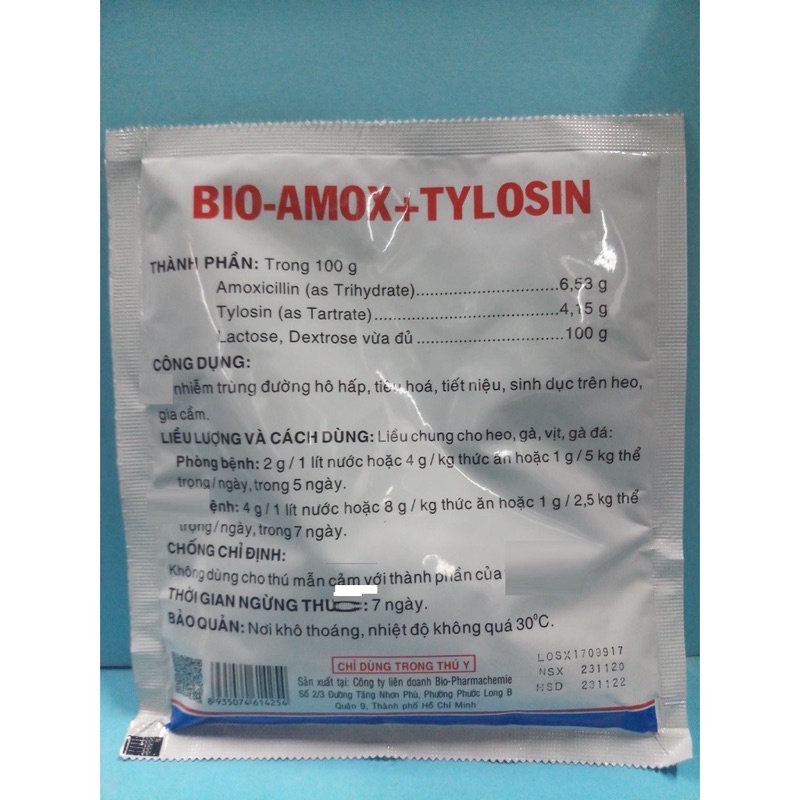 BIO-AMOX+TYLOSIN
THÀNH PHẦN: Trong 100 g
Amoxicillin (as Trihydrate)..............................6,53 g
Tylosin (as Tartrate)......................................4,15 g
Lactose, Dextrose vừa đủ..............................100 g
CÔNG DỤNG:
nhiễm trùng đường hô hấp, tiêu hoá, tiết niệu, sinh dục trên heo,
gia cầm.
LIỀU LƯỢNG VÀ CÁCH DÙNG: Liều chung cho heo, gà, vịt, gà đá:
Phòng bệnh: 2 g / 1 lít nước hoặc 4 g / kg thức ăn hoặc 1 g / 5 kg thể
trọng / ngày, trong 5 ngày.
ệnh: 4 g / 1 lít nước hoặc 8 g / kg thức ăn hoặc 1 g / 2,5 kg thể
trọng / ngày, trong 7 ngày.
CHỐNG CHỈ ĐỊNH:
Không dùng cho thú mẫn cảm với thành phần của
THỜI GIAN NGỪNG THU : 7 ngày.
BẢO QUẢN: Nơi khô thoáng, nhiệt độ không quá 30⁰C.
CHỈ DÙNG TRONG THÚ Y
Sản xuất tại: Công ty liên doanh Bio-Pharmachemie
Số 2/3 Đường Tăng Nhơn Phú, Phường Phước Long B
Quận 9, Thành phố Hồ Chí Minh
8 935074 614254
LOSX1709917
NSX 231120
HSD 231122